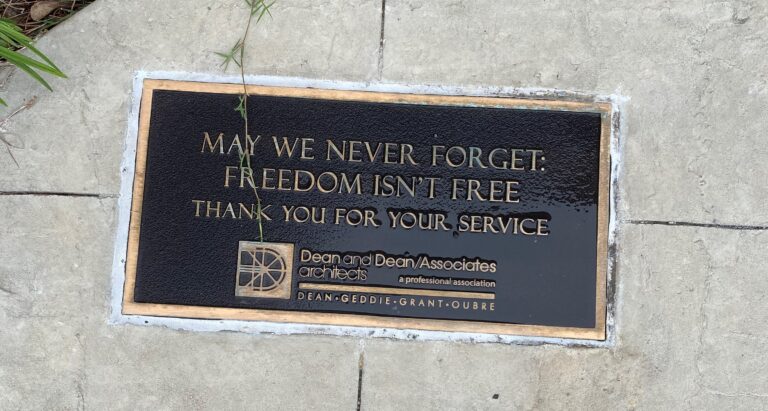 MAY WE NEVER FORGET:
FREEDOM ISN'T FREE
THANK YOU FOR YOUR SERVICE
Dean and Dean/Associates
architects
a professional association
DEAN•GEDDIE•GRANT•OUBRE